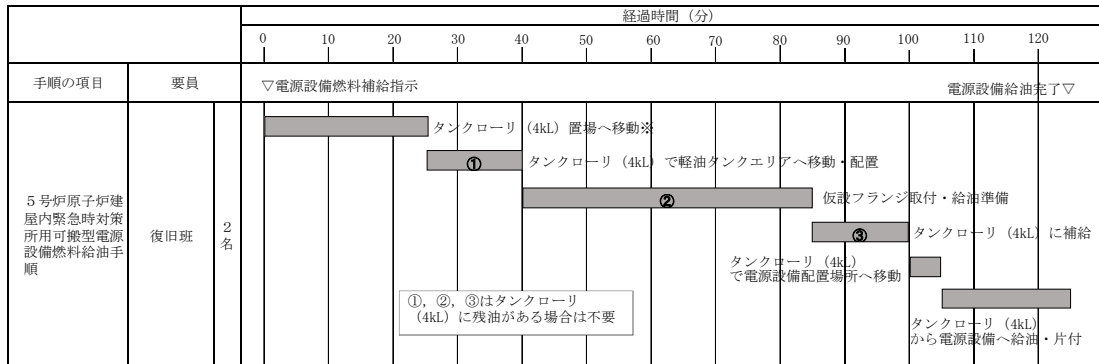 経過時間（分）
0 10 20 30 40 50 60 70 80 90 100 110 120
手順の項目 要員 ▽電源設備燃料補給指示 電源設備給油完了▽
５号炉原子炉建
屋内緊急時対策
所用可搬型電源
設備燃料給油手
順
復旧班
２
名
タンクローリ（4kL）置場へ移動※
① タンクローリ（4kL）で軽油タンクエリアへ移動・配置
② 仮設フランジ取付・給油準備
③ タンクローリ（4kL）に補給
タンクローリ（4kL）
で電源設備配置場所へ移動
①，②，③はタンクローリ
（4kL）に残油がある場合は不要
タンクローリ（4kL）
から電源設備へ給油・片付